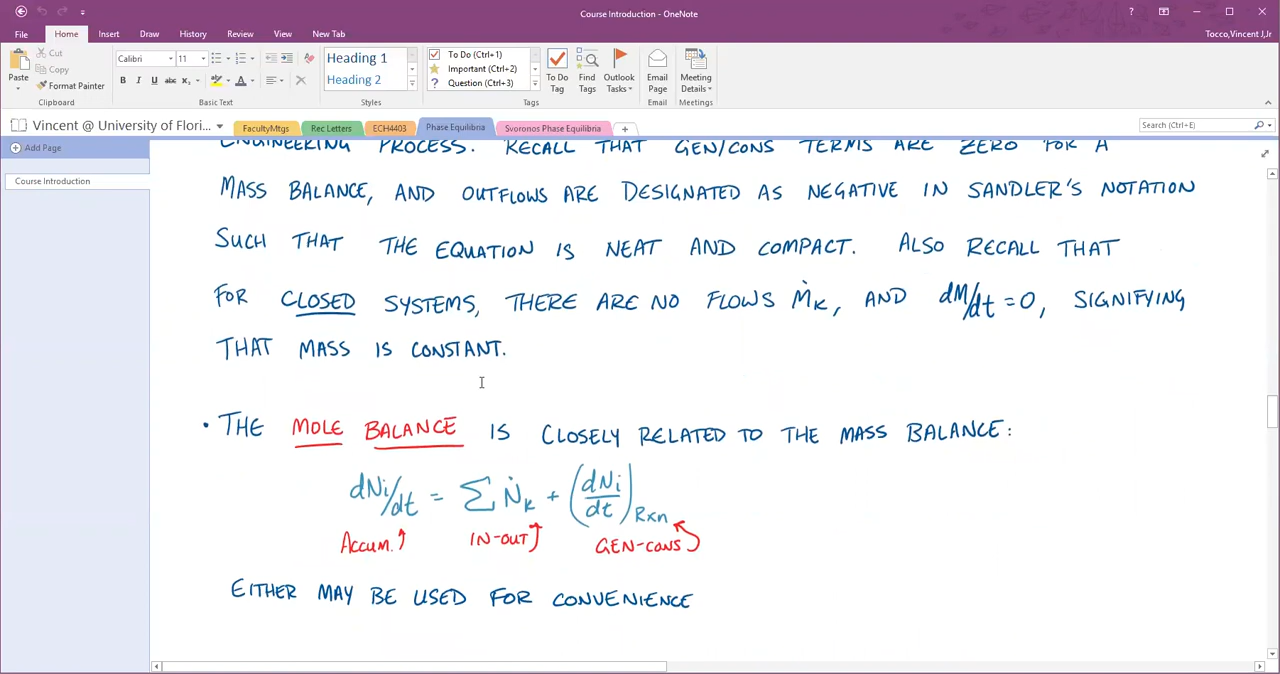 Course Introduction - OneNote
?
File Home Insert Draw History Review View New Tab
Tocco,Vincent J,Jr
Paste
Cut
Copy
Format Painter
Clipboard
Calibri 11
B I U abc x₂ A
Basic Text
Heading 1
Heading 2
Styles
To Do (Ctrl+1)
Important (Ctrl+2)
? Question (Ctrl+3)
To Do Tag
Find Tags
Outlook Tasks
Tags
Email Page
Email
Meeting Details
Meetings
Vincent @ University of Flori... FacultyMtgs Rec Letters ECH4403 Phase Equilibria Svoronos Phase Equilibria +
Search (Ctrl+E)
Add Page
Course Introduction
ENGINEERING PROCESS. RECALL THAT GEN/CONS TERMS ARE ZERO FOR A
MASS BALANCE, AND OUTFLOWS ARE DESIGNATED AS NEGATIVE IN SANDLER'S NOTATION
SUCH THAT THE EQUATION IS NEAT AND COMPACT. ALSO RECALL THAT
FOR CLOSED SYSTEMS, THERE ARE NO FLOWS Ṁk, AND dM/dt = 0, SIGNIFYING
THAT MASS IS CONSTANT.
• THE MOLE BALANCE IS CLOSELY RELATED TO THE MASS BALANCE:
dNi/dt = Σ Ṅk + (dNi/dt)Rxn
ACCUM. IN-OUT GEN-CONS
EITHER MAY BE USED FOR CONVENIENCE